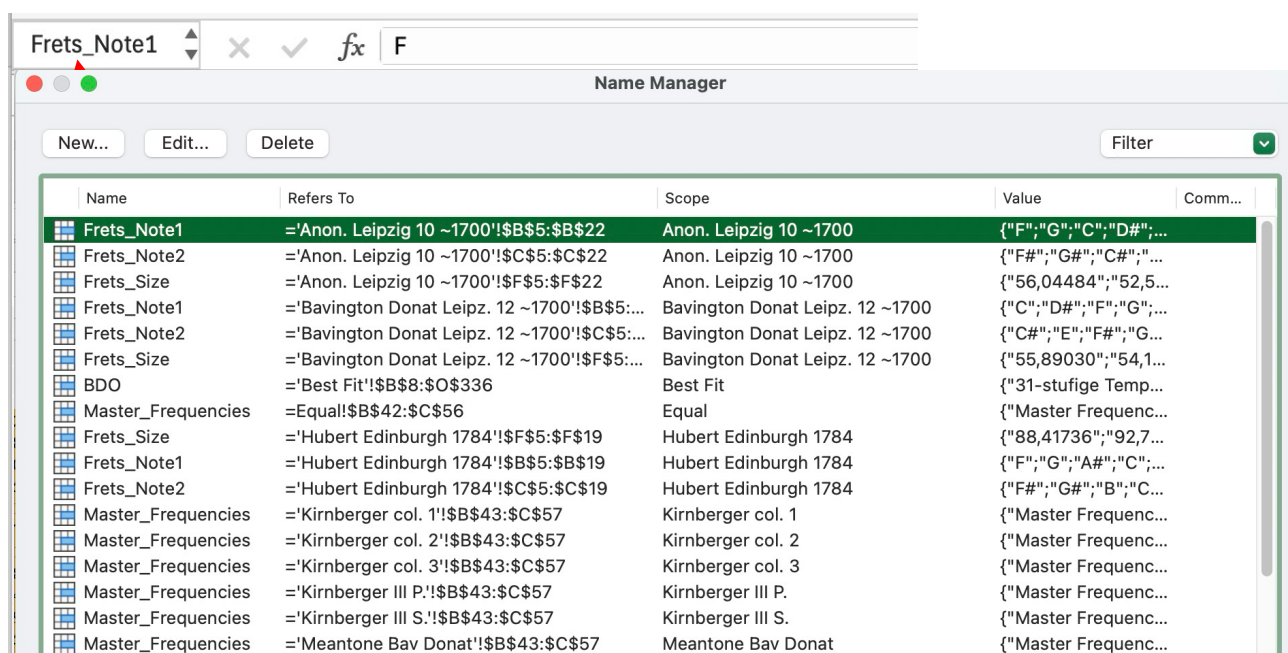 Frets_Note1 fx F
Name Manager
New... Edit... Delete Filter
Name Refers To Scope Value Comm...
Frets_Note1 ='Anon. Leipzig 10 ~1700'!$B$5:$B$22 Anon. Leipzig 10 ~1700 {"F";"G";"C";"D#";...
Frets_Note2 ='Anon. Leipzig 10 ~1700'!$C$5:$C$22 Anon. Leipzig 10 ~1700 {"F#";"G#";"C#";"...
Frets_Size ='Anon. Leipzig 10 ~1700'!$F$5:$F$22 Anon. Leipzig 10 ~1700 {"56,04484";"52,5...
Frets_Note1 ='Bavington Donat Leipz. 12 ~1700'!$B$5:... Bavington Donat Leipz. 12 ~1700 {"C";"D#";"F";"G";...
Frets_Note2 ='Bavington Donat Leipz. 12 ~1700'!$C$5:... Bavington Donat Leipz. 12 ~1700 {"C#";"E";"F#";"G...
Frets_Size ='Bavington Donat Leipz. 12 ~1700'!$F$5:... Bavington Donat Leipz. 12 ~1700 {"55,89030";"54,1...
BDO ='Best Fit'!$B$8:$O$336 Best Fit {"31-stufige Temp...
Master_Frequencies =Equal!$B$42:$C$56 Equal {"Master Frequenc...
Frets_Size ='Hubert Edinburgh 1784'!$F$5:$F$19 Hubert Edinburgh 1784 {"88,41736";"92,7...
Frets_Note1 ='Hubert Edinburgh 1784'!$B$5:$B$19 Hubert Edinburgh 1784 {"F";"G";"A#";"C";...
Frets_Note2 ='Hubert Edinburgh 1784'!$C$5:$C$19 Hubert Edinburgh 1784 {"F#";"G#";"B";"C...
Master_Frequencies ='Kirnberger col. 1'!$B$43:$C$57 Kirnberger col. 1 {"Master Frequenc...
Master_Frequencies ='Kirnberger col. 2'!$B$43:$C$57 Kirnberger col. 2 {"Master Frequenc...
Master_Frequencies ='Kirnberger col. 3'!$B$43:$C$57 Kirnberger col. 3 {"Master Frequenc...
Master_Frequencies ='Kirnberger III P.'!$B$43:$C$57 Kirnberger III P. {"Master Frequenc...
Master_Frequencies ='Kirnberger III S.'!$B$43:$C$57 Kirnberger III S. {"Master Frequenc...
Master_Frequencies ='Meantone Bav Donat'!$B$43:$C$57 Meantone Bav Donat {"Master Frequenc...